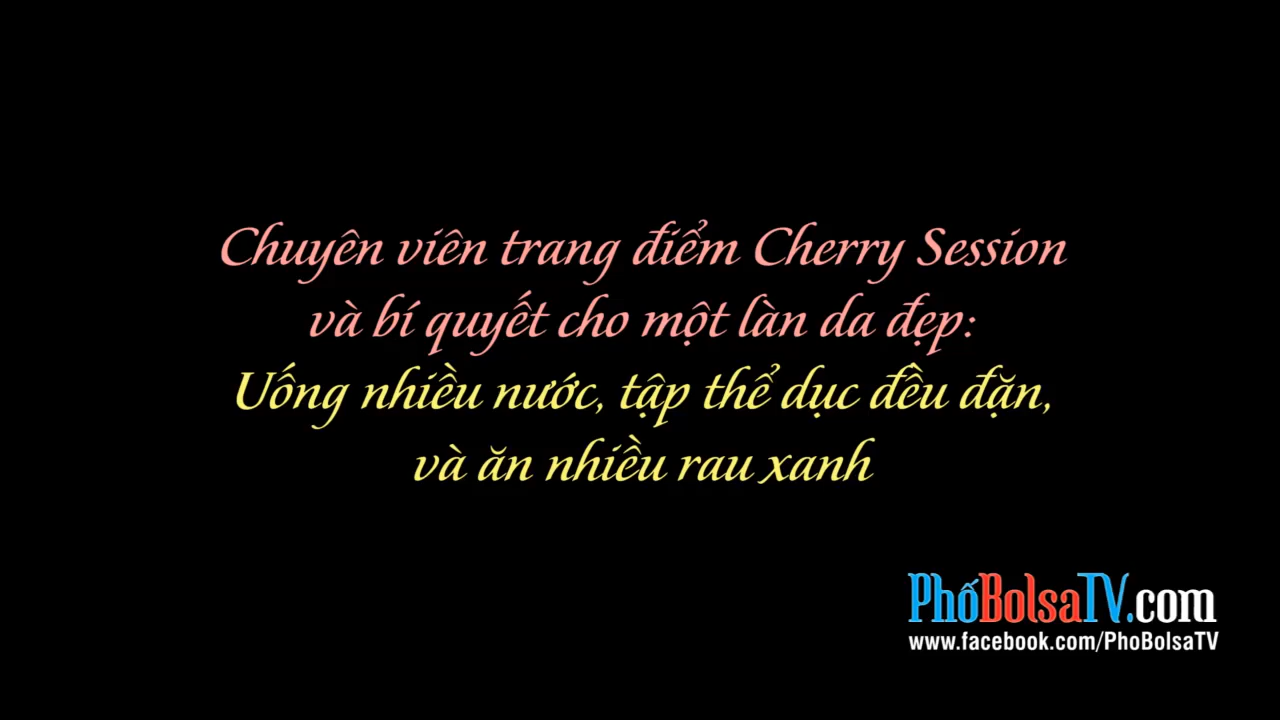 Chuyên viên trang điểm Cherry Session
và bí quyết cho một làn da đẹp:
Uống nhiều nước, tập thể dục đều đặn,
và ăn nhiều rau xanh
PhốBolsaTV.com
www.facebook.com/PhoBolsaTV